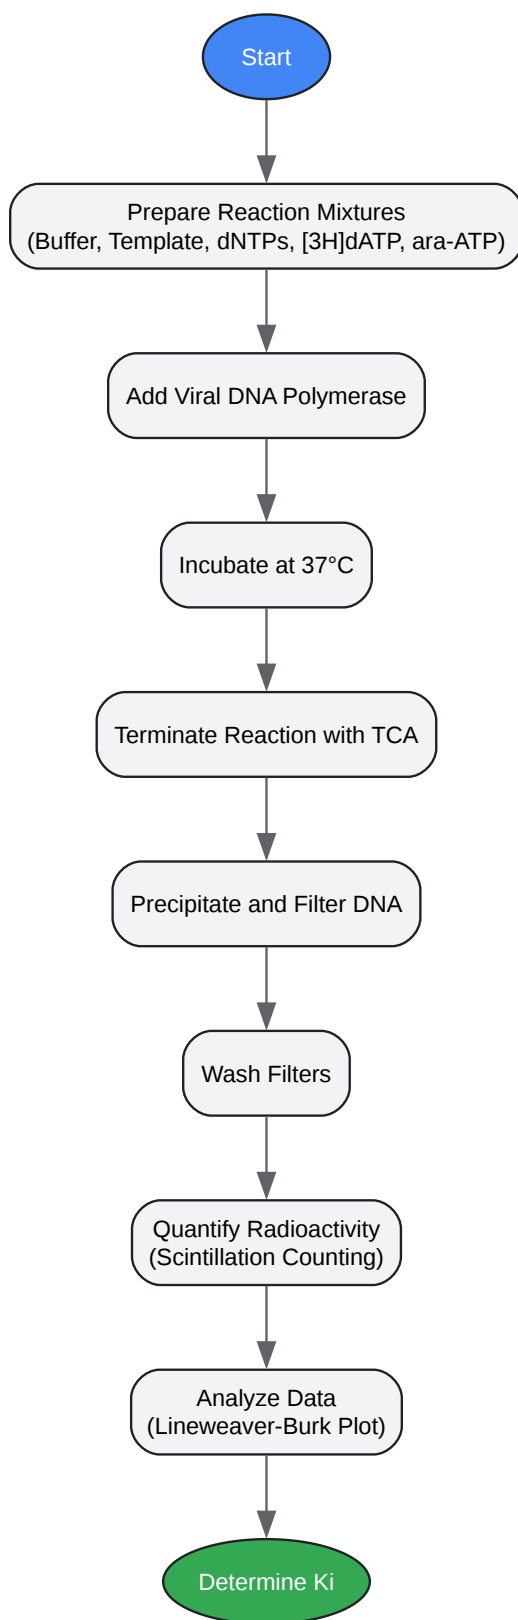 Start
Prepare Reaction Mixtures
(Buffer, Template, dNTPs, [3H]dATP, ara-ATP)
Add Viral DNA Polymerase
Incubate at 37°C
Terminate Reaction with TCA
Precipitate and Filter DNA
Wash Filters
Quantify Radioactivity
(Scintillation Counting)
Analyze Data
(Lineweaver-Burk Plot)
Determine Ki